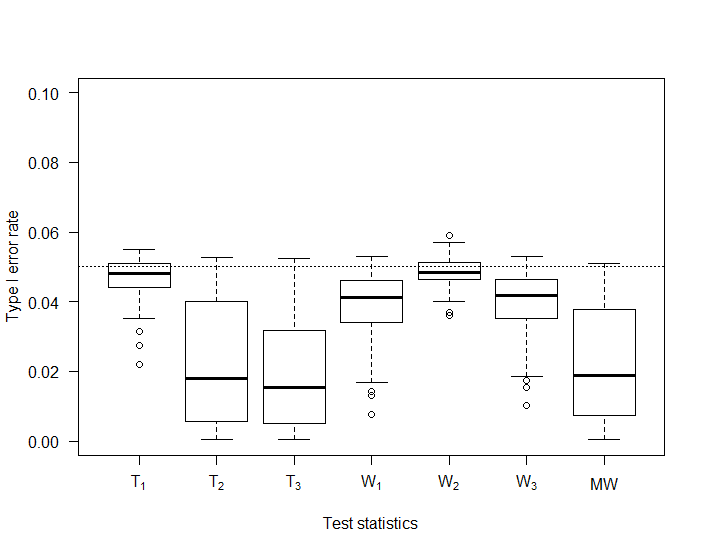 Type I error rate
0.10
0.08
0.06
0.04
0.02
0.00
T₁ T₂ T₃ W₁ W₂ W₃ MW
Test statistics